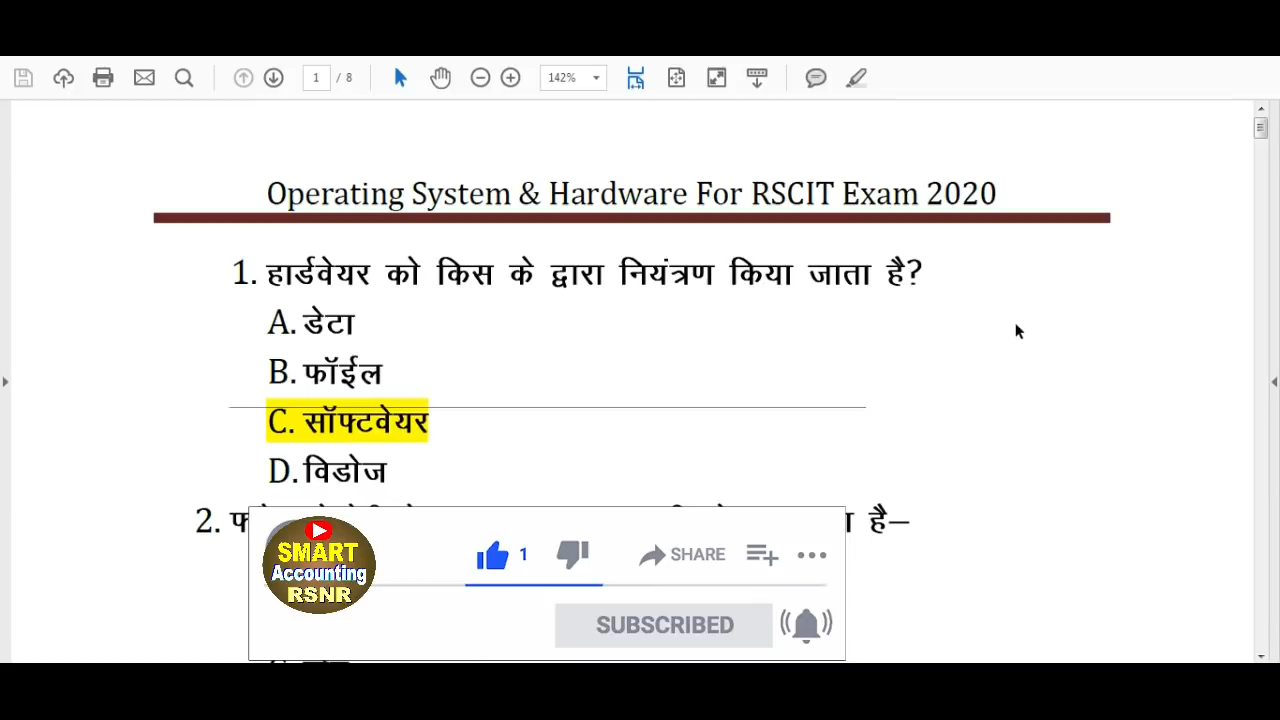 1 / 8 142%
Operating System & Hardware For RSCIT Exam 2020
1. हार्डवेयर को किस के द्वारा नियंत्रण किया जाता है?
A. डेटा
B. फॉईल
C. सॉफ्टवेयर
D. विडोज
2. है–
SMART
Accounting
RSNR
1 SHARE
SUBSCRIBED